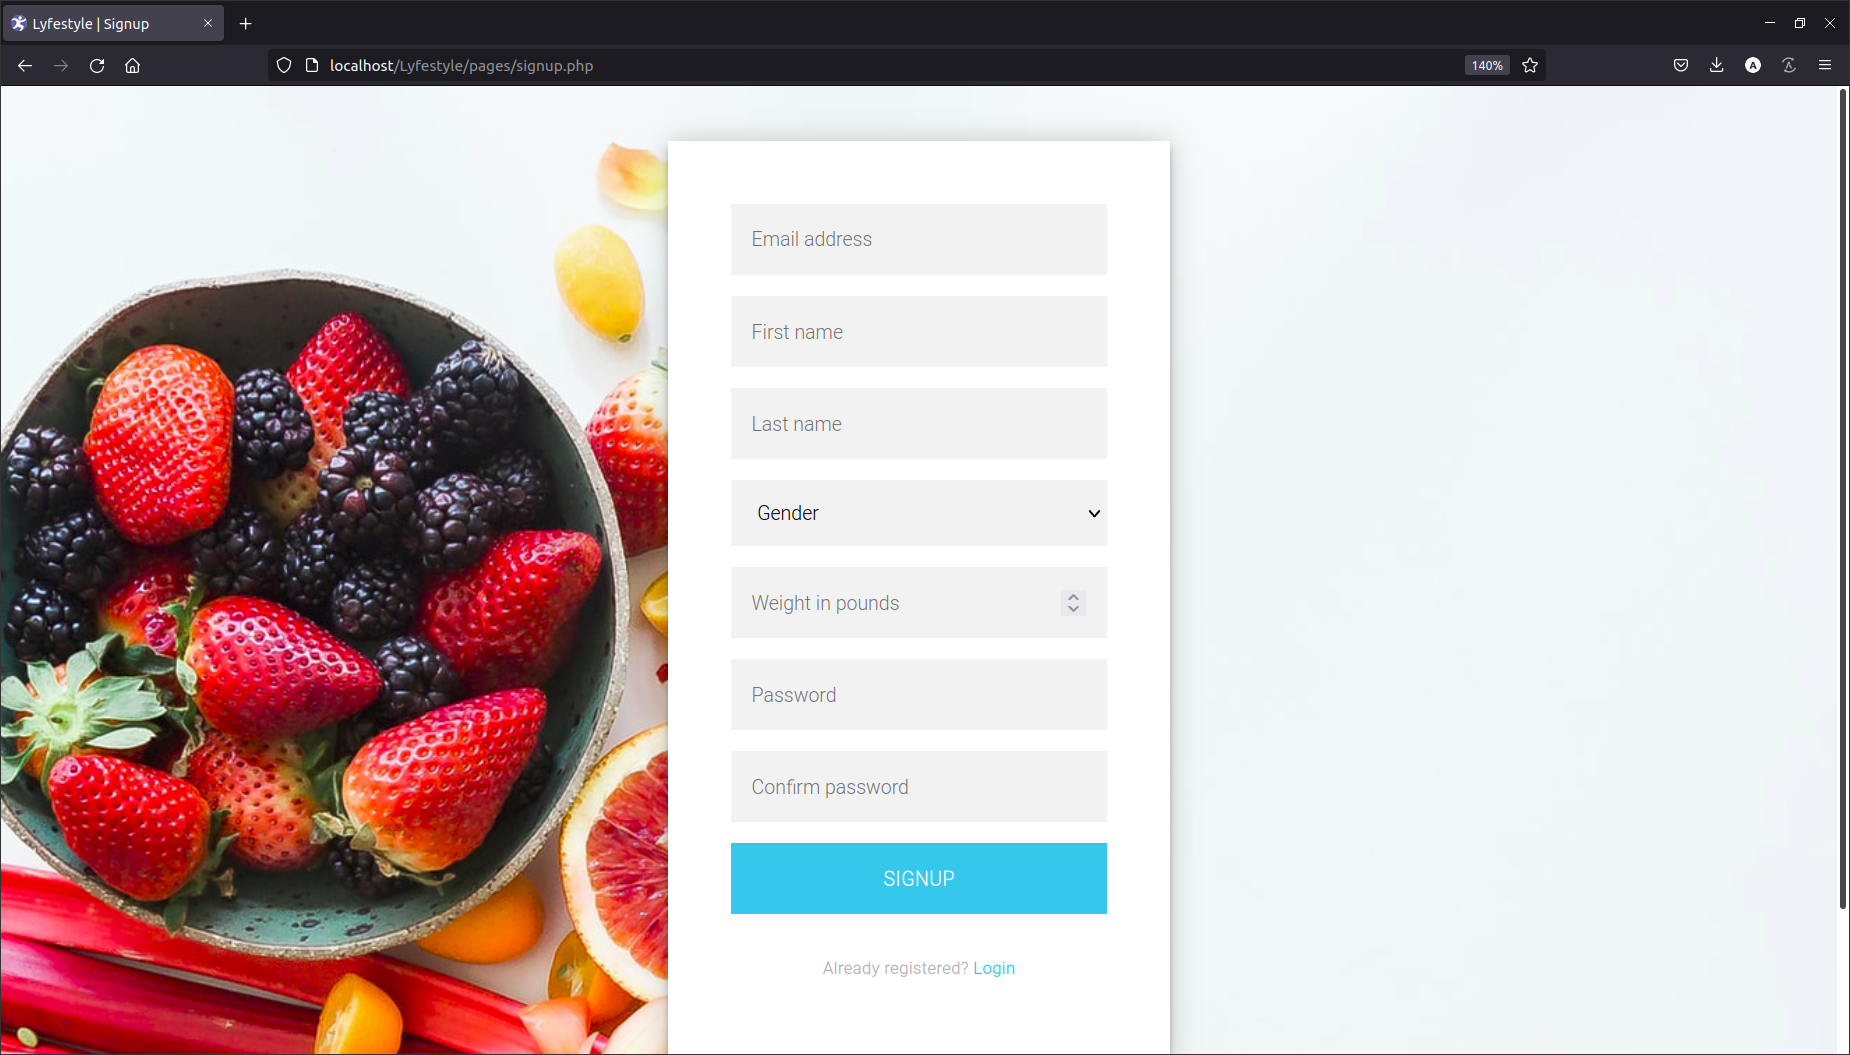 Lyfestyle | Signup
localhost/Lyfestyle/pages/signup.php
140%
A
Email address
First name
Last name
Gender
Weight in pounds
Password
Confirm password
SIGNUP
Already registered? Login